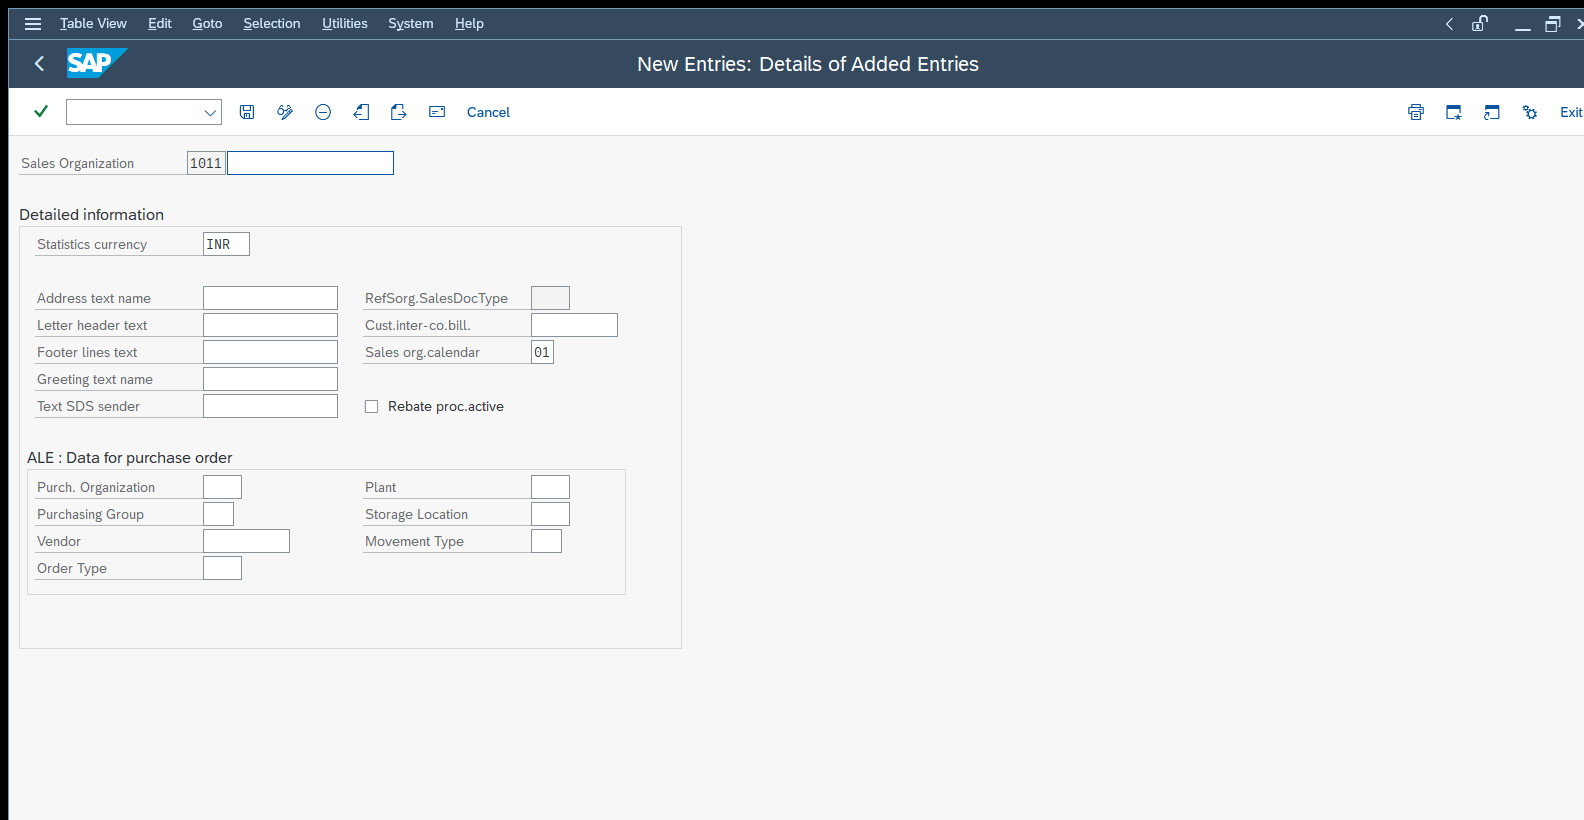 Table View Edit Goto Selection Utilities System Help
SAP New Entries: Details of Added Entries
Cancel Exit
Sales Organization 1011
Detailed information
Statistics currency INR
Address text name RefSorg.SalesDocType
Letter header text Cust.inter-co.bill.
Footer lines text Sales org.calendar 01
Greeting text name
Text SDS sender Rebate proc.active
ALE : Data for purchase order
Purch. Organization Plant
Purchasing Group Storage Location
Vendor Movement Type
Order Type